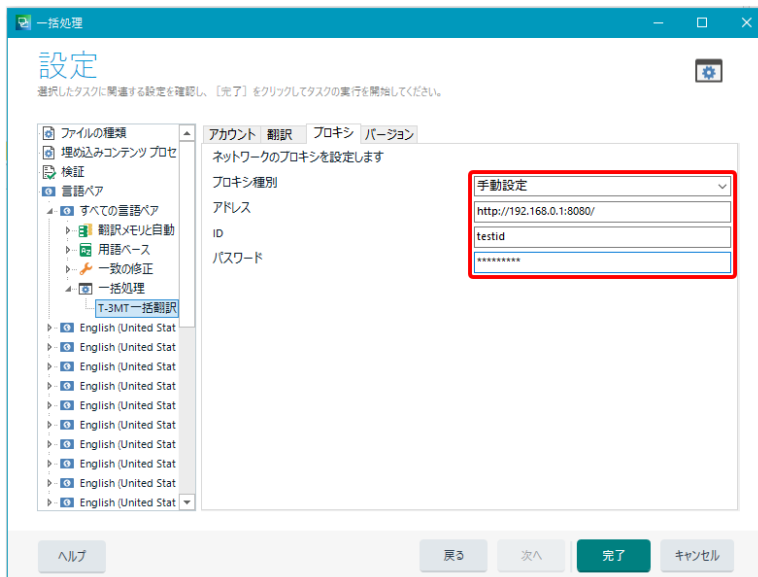 一括処理
設定
選択したタスクに関連する設定を確認し、［完了］をクリックしてタスクの実行を開始してください。
ファイルの種類
埋め込みコンテンツ プロセ
検証
言語ペア
すべての言語ペア
翻訳メモリと自動
用語ベース
一致の修正
一括処理
T-3MT一括翻訳
English (United Stat
English (United Stat
English (United Stat
English (United Stat
English (United Stat
English (United Stat
English (United Stat
English (United Stat
English (United Stat
English (United Stat
アカウント 翻訳 プロキシ バージョン
ネットワークのプロキシを設定します
プロキシ種別 手動設定
アドレス http://192.168.0.1:8080/
ID testid
パスワード *********
ヘルプ 戻る 次へ 完了 キャンセル